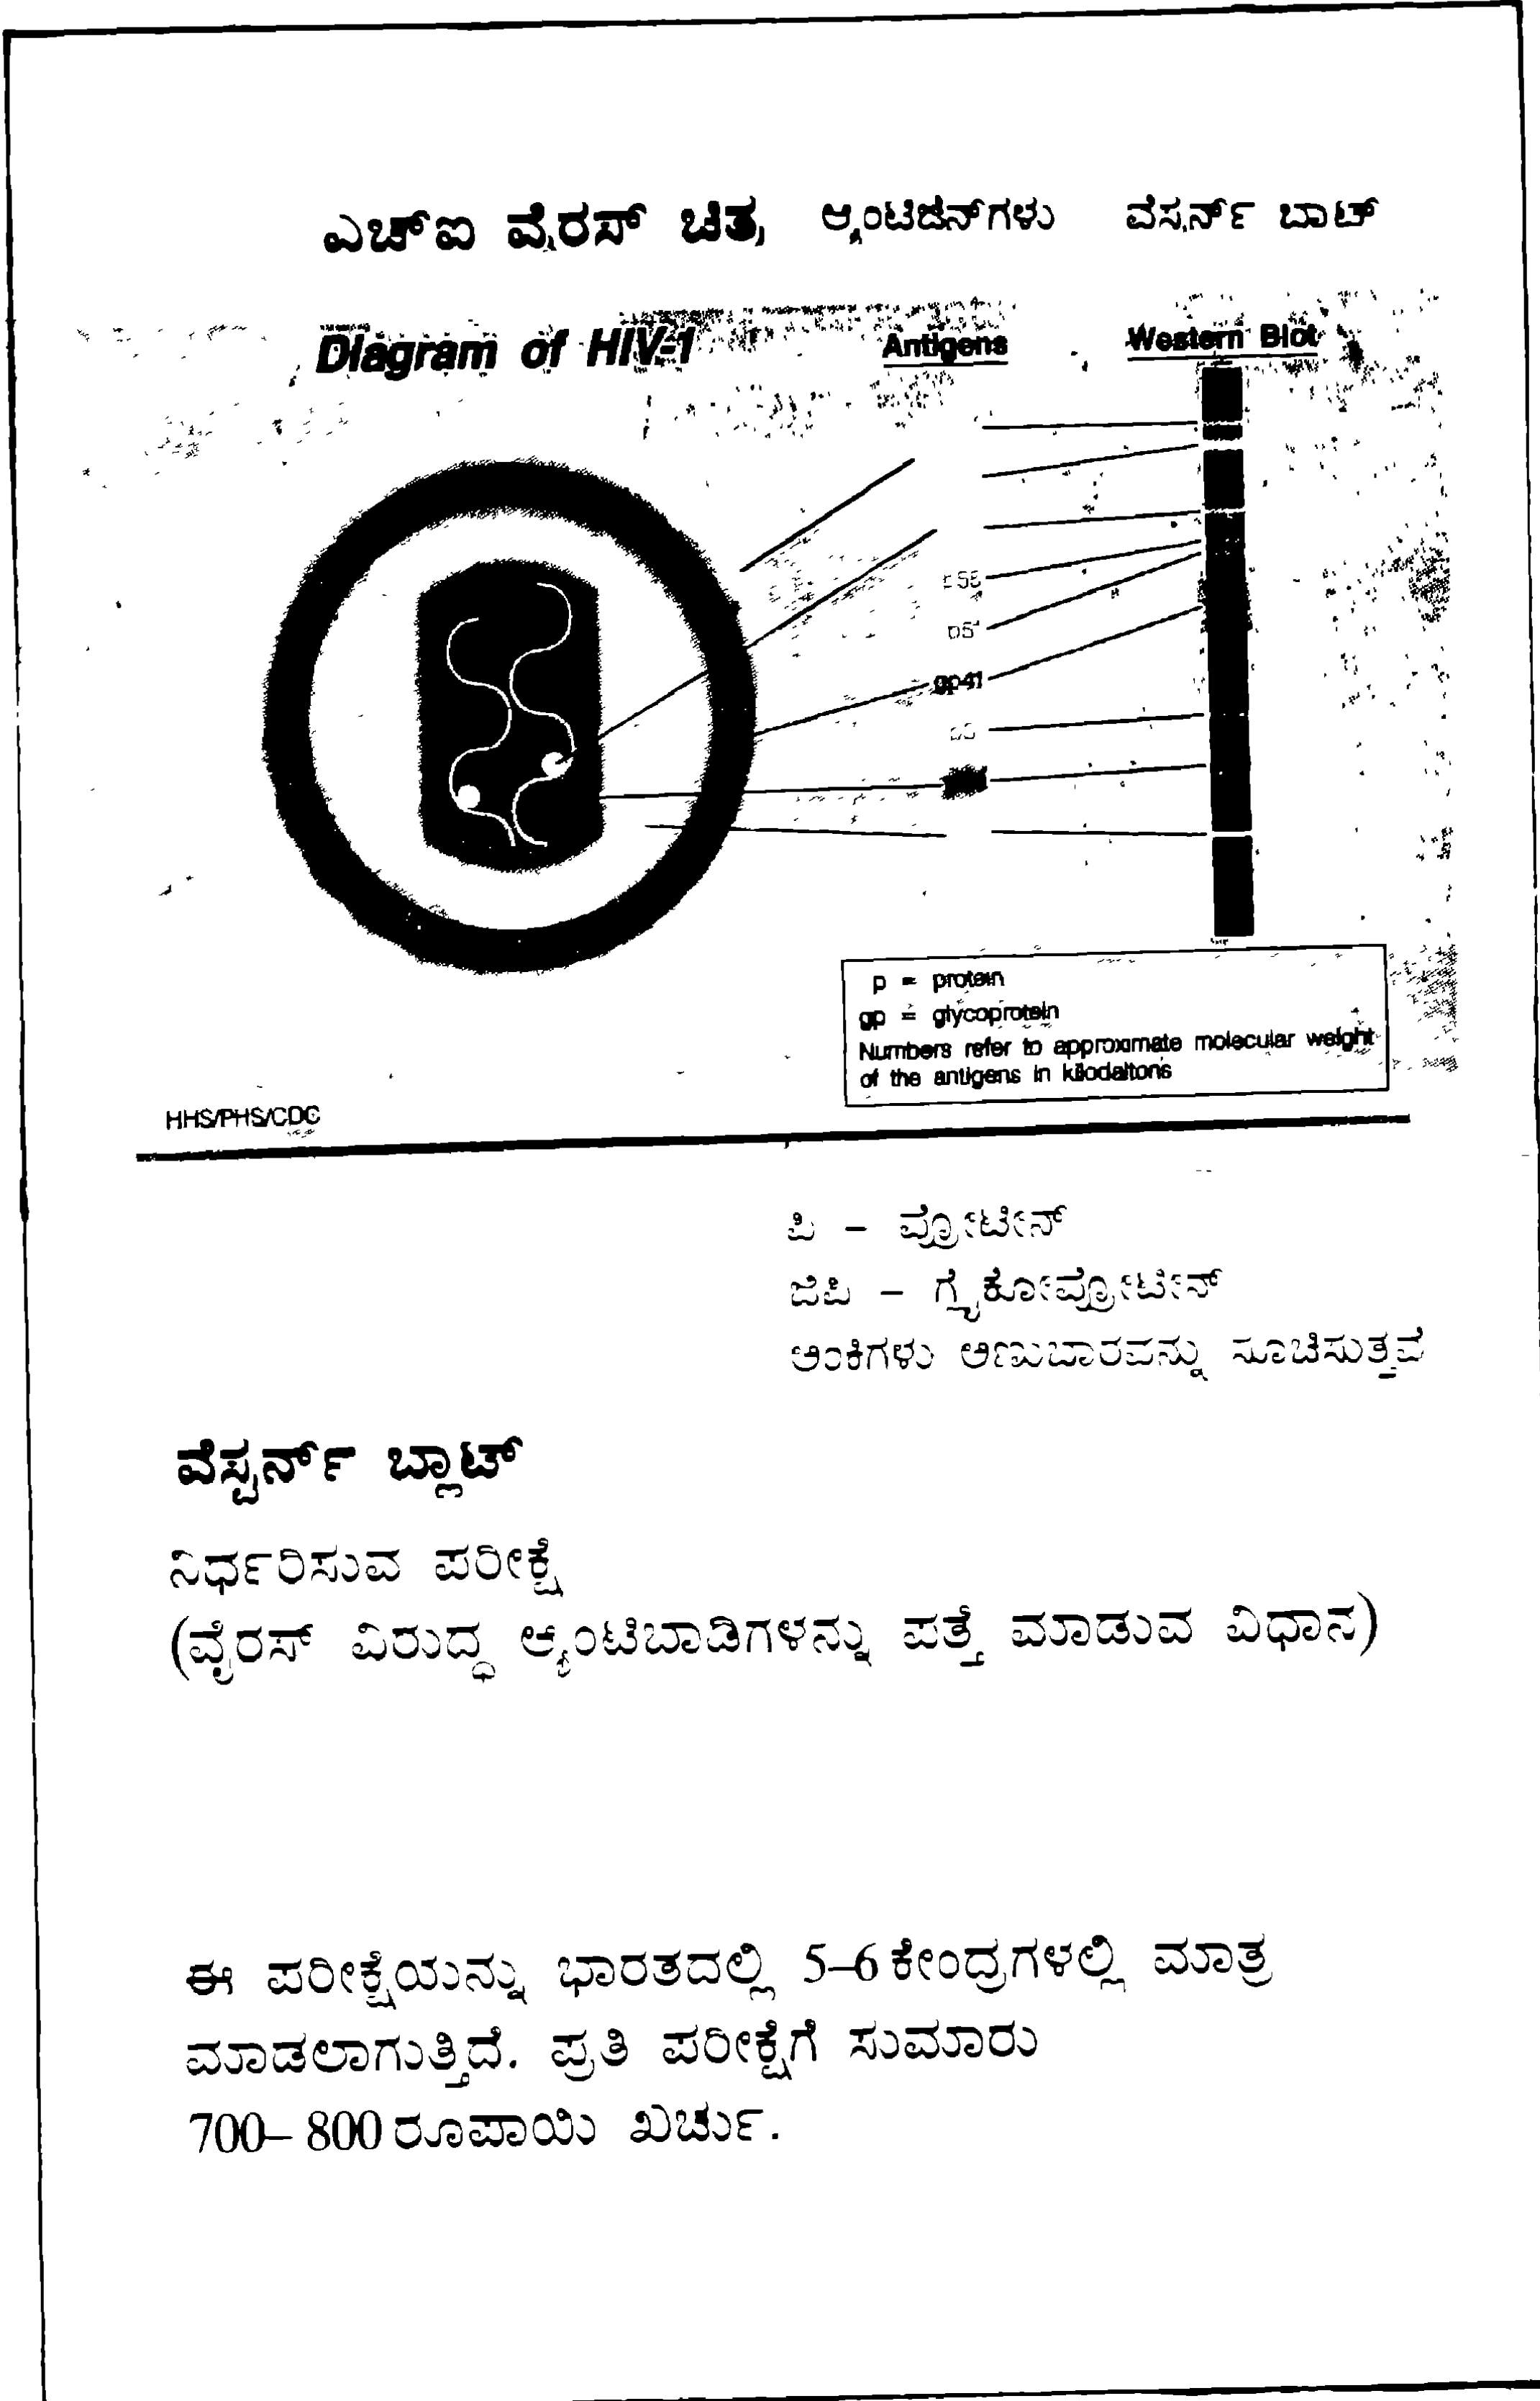 ಎಚ್ಐ ವೈರಸ್ ಚಿತ್ರ ಆ್ಯಂಟಿಜೆನ್‌ಗಳು ವೆಸ್ಟರ್ನ್ ಬ್ಲಾಟ್
Diagram of HIV-1 Antigens Western Blot
gp41
p = protein
gp = glycoprotein
Numbers refer to approximate molecular weight
of the antigens in kilodaltons
HHS/PHS/CDC
ಪಿ – ಪ್ರೋಟೀನ್
ಜಿಪಿ – ಗ್ಲೈಕೋಪ್ರೋಟೀನ್
ಅಂಕಿಗಳು ಅಣುಬಾರವನ್ನು ಸೂಚಿಸುತ್ತವೆ
ವೆಸ್ಟರ್ನ್ ಬ್ಲಾಟ್
ನಿರ್ಧರಿಸುವ ಪರೀಕ್ಷೆ
(ವೈರಸ್ ವಿರುದ್ಧ ಆ್ಯಂಟಿಬಾಡಿಗಳನ್ನು ಪತ್ತೆ ಮಾಡುವ ವಿಧಾನ)
ಈ ಪರೀಕ್ಷೆಯನ್ನು ಭಾರತದಲ್ಲಿ 5–6 ಕೇಂದ್ರಗಳಲ್ಲಿ ಮಾತ್ರ
ಮಾಡಲಾಗುತ್ತಿದೆ. ಪ್ರತಿ ಪರೀಕ್ಷೆಗೆ ಸುಮಾರು
700– 800 ರೂಪಾಯಿ ಖರ್ಚು.